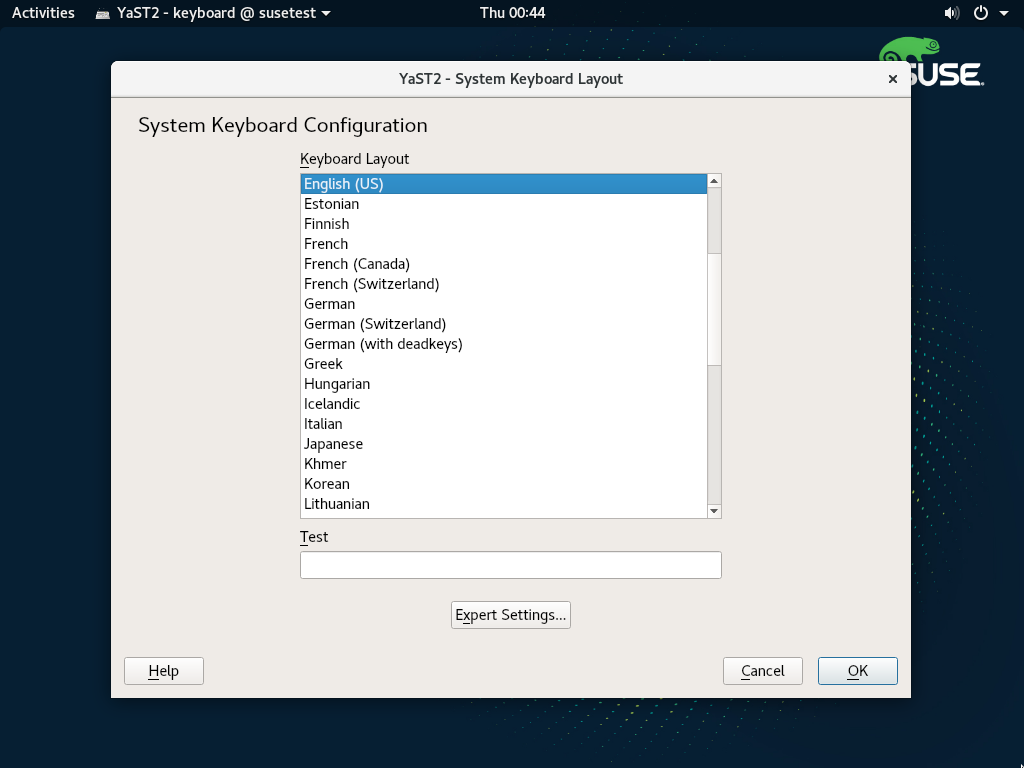 Activities YaST2 - keyboard @ susetest Thu 00:44
SUSE
YaST2 - System Keyboard Layout
System Keyboard Configuration
Keyboard Layout
English (US)
Estonian
Finnish
French
French (Canada)
French (Switzerland)
German
German (Switzerland)
German (with deadkeys)
Greek
Hungarian
Icelandic
Italian
Japanese
Khmer
Korean
Lithuanian
Test
Expert Settings...
Help Cancel OK